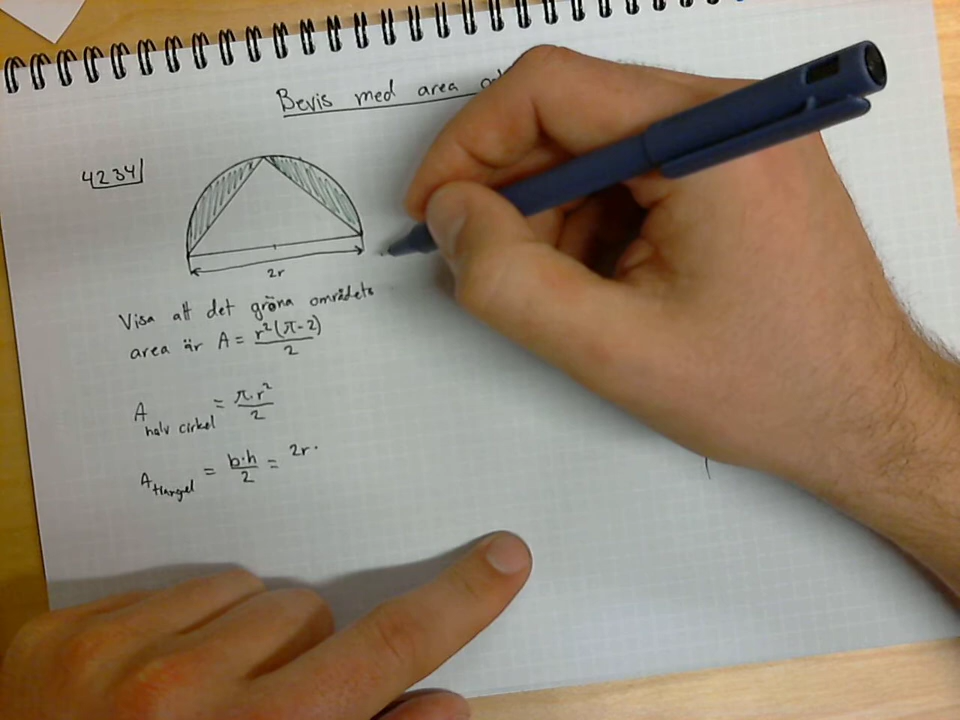 Bevis med area
4234
2r
Visa att det gröna områdets
area är A = r²(π-2)/2
A halv cirkel = π·r²/2
A triangel = b·h/2 = 2r·